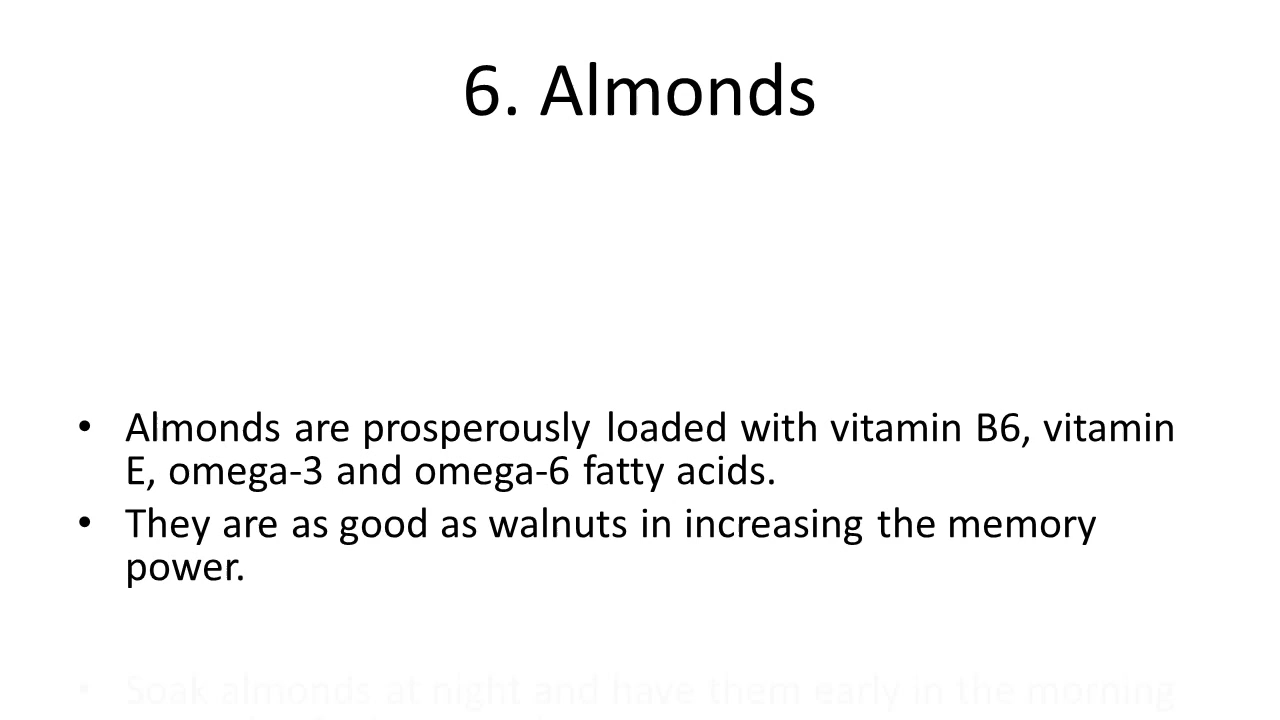 6. Almonds
• Almonds are prosperously loaded with vitamin B6, vitamin
E, omega-3 and omega-6 fatty acids.
• They are as good as walnuts in increasing the memory
power.
• Soak almonds at night and have them early in the morning